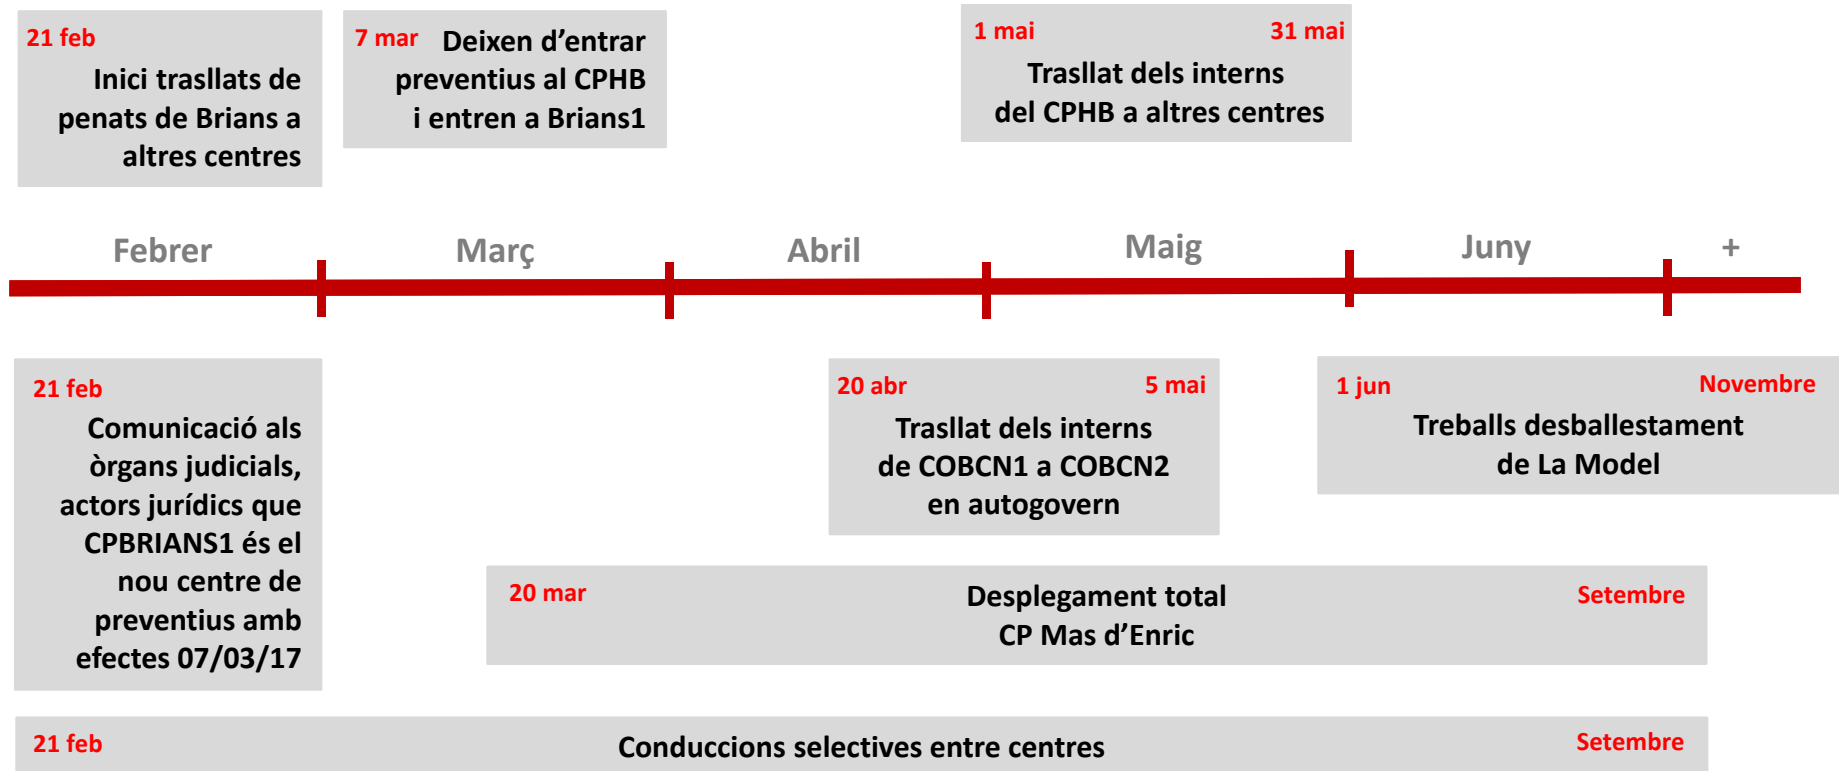 21 feb
Inici trasllats de
penats de Brians a
altres centres
7 mar Deixen d’entrar
preventius al CPHB
i entren a Brians1
1 mai 31 mai
Trasllat dels interns
del CPHB a altres centres
Febrer Març Abril Maig Juny +
21 feb
Comunicació als
òrgans judicials,
actors jurídics que
CPBRIANS1 és el
nou centre de
preventius amb
efectes 07/03/17
20 abr 5 mai
Trasllat dels interns
de COBCN1 a COBCN2
en autogovern
1 jun Novembre
Treballs desballestament
de La Model
20 mar Desplegament total Setembre
CP Mas d’Enric
21 feb Conduccions selectives entre centres Setembre